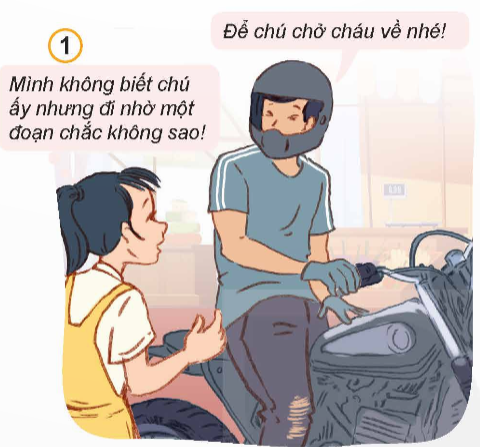 1
Để chú chở cháu về nhé!
Mình không biết chú
ấy nhưng đi nhờ một
đoạn chắc không sao!